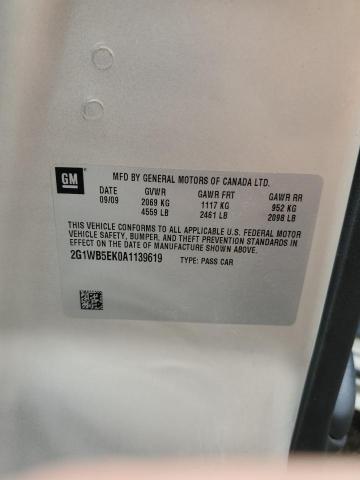 GM
MFD BY GENERAL MOTORS OF CANADA LTD.
DATE GVWR GAWR FRT GAWR RR
09/09 2069 KG 1117 KG 952 KG
4559 LB 2461 LB 2098 LB
THIS VEHICLE CONFORMS TO ALL APPLICABLE U.S. FEDERAL MOTOR
VEHICLE SAFETY, BUMPER, AND THEFT PREVENTION STANDARDS IN
EFFECT ON THE DATE OF MANUFACTURE SHOWN ABOVE.
2G1WB5EK0A1139619 TYPE: PASS CAR